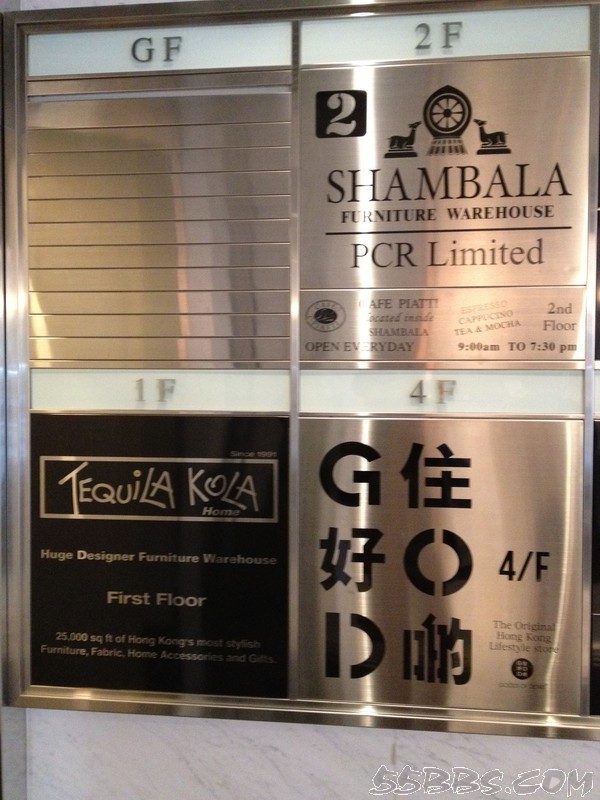 GF
2F
2
SHAMBALA
FURNITURE WAREHOUSE
PCR Limited
CAFE PIATTI
located inside
SHAMBALA
ESPRESSO
CAPPUCINO
TEA & MOCHA
2nd
Floor
OPEN EVERYDAY 9:00am TO 7:30 pm
1F
4F
Since 1991
TEQUILA KOLA
Home
Huge Designer Furniture Warehouse
First Floor
25,000 sq ft of Hong Kong's most stylish
Furniture, Fabric, Home Accessories and Gifts.
G住
好O
D啲
4/F
The Original
Hong Kong
Lifestyle store
55BBS.COM